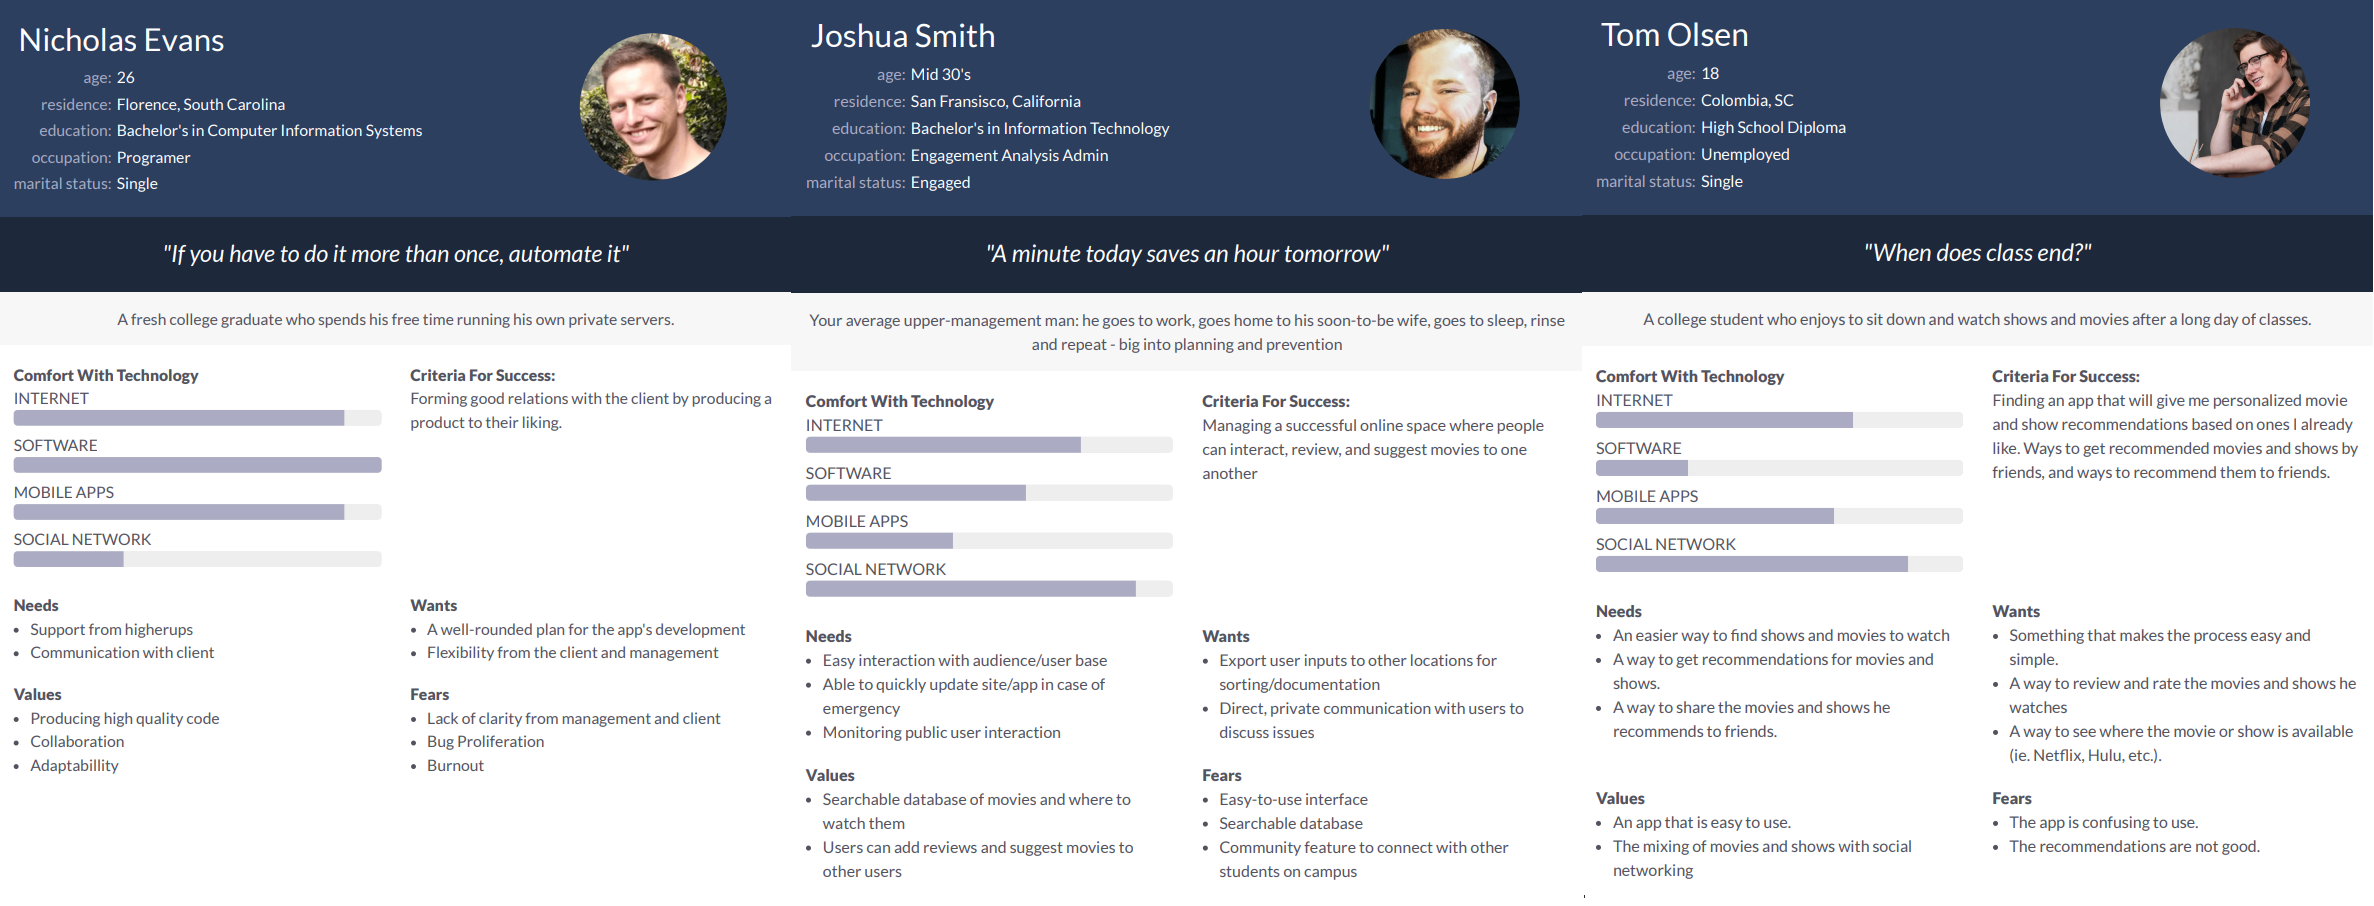 Nicholas Evans
age: 26
residence: Florence, South Carolina
education: Bachelor's in Computer Information Systems
occupation: Programer
marital status: Single
"If you have to do it more than once, automate it"
A fresh college graduate who spends his free time running his own private servers.
Comfort With Technology
INTERNET
SOFTWARE
MOBILE APPS
SOCIAL NETWORK
Criteria For Success:
Forming good relations with the client by producing a
product to their liking.
Needs
• Support from higherups
• Communication with client
Wants
• A well-rounded plan for the app's development
• Flexibility from the client and management
Values
• Producing high quality code
• Collaboration
• Adaptabillity
Fears
• Lack of clarity from management and client
• Bug Proliferation
• Burnout
Joshua Smith
age: Mid 30's
residence: San Fransisco, California
education: Bachelor's in Information Technology
occupation: Engagement Analysis Admin
marital status: Engaged
"A minute today saves an hour tomorrow"
Your average upper-management man: he goes to work, goes home to his soon-to-be wife, goes to sleep, rinse
and repeat - big into planning and prevention
Comfort With Technology
INTERNET
SOFTWARE
MOBILE APPS
SOCIAL NETWORK
Criteria For Success:
Managing a successful online space where people
can interact, review, and suggest movies to one
another
Needs
• Easy interaction with audience/user base
• Able to quickly update site/app in case of
emergency
• Monitoring public user interaction
Wants
• Export user inputs to other locations for
sorting/documentation
• Direct, private communication with users to
discuss issues
Values
• Searchable database of movies and where to
watch them
• Users can add reviews and suggest movies to
other users
Fears
• Easy-to-use interface
• Searchable database
• Community feature to connect with other
students on campus
Tom Olsen
age: 18
residence: Colombia, SC
education: High School Diploma
occupation: Unemployed
marital status: Single
"When does class end?"
A college student who enjoys to sit down and watch shows and movies after a long day of classes.
Comfort With Technology
INTERNET
SOFTWARE
MOBILE APPS
SOCIAL NETWORK
Criteria For Success:
Finding an app that will give me personalized movie
and show recommendations based on ones I already
like. Ways to get recommended movies and shows by
friends, and ways to recommend them to friends.
Needs
• An easier way to find shows and movies to watch
• A way to get recommendations for movies and
shows.
• A way to share the movies and shows he
recommends to friends.
Wants
• Something that makes the process easy and
simple.
• A way to review and rate the movies and shows he
watches
• A way to see where the movie or show is available
(ie. Netflix, Hulu, etc.).
Values
• An app that is easy to use.
• The mixing of movies and shows with social
networking
Fears
• The app is confusing to use.
• The recommendations are not good.